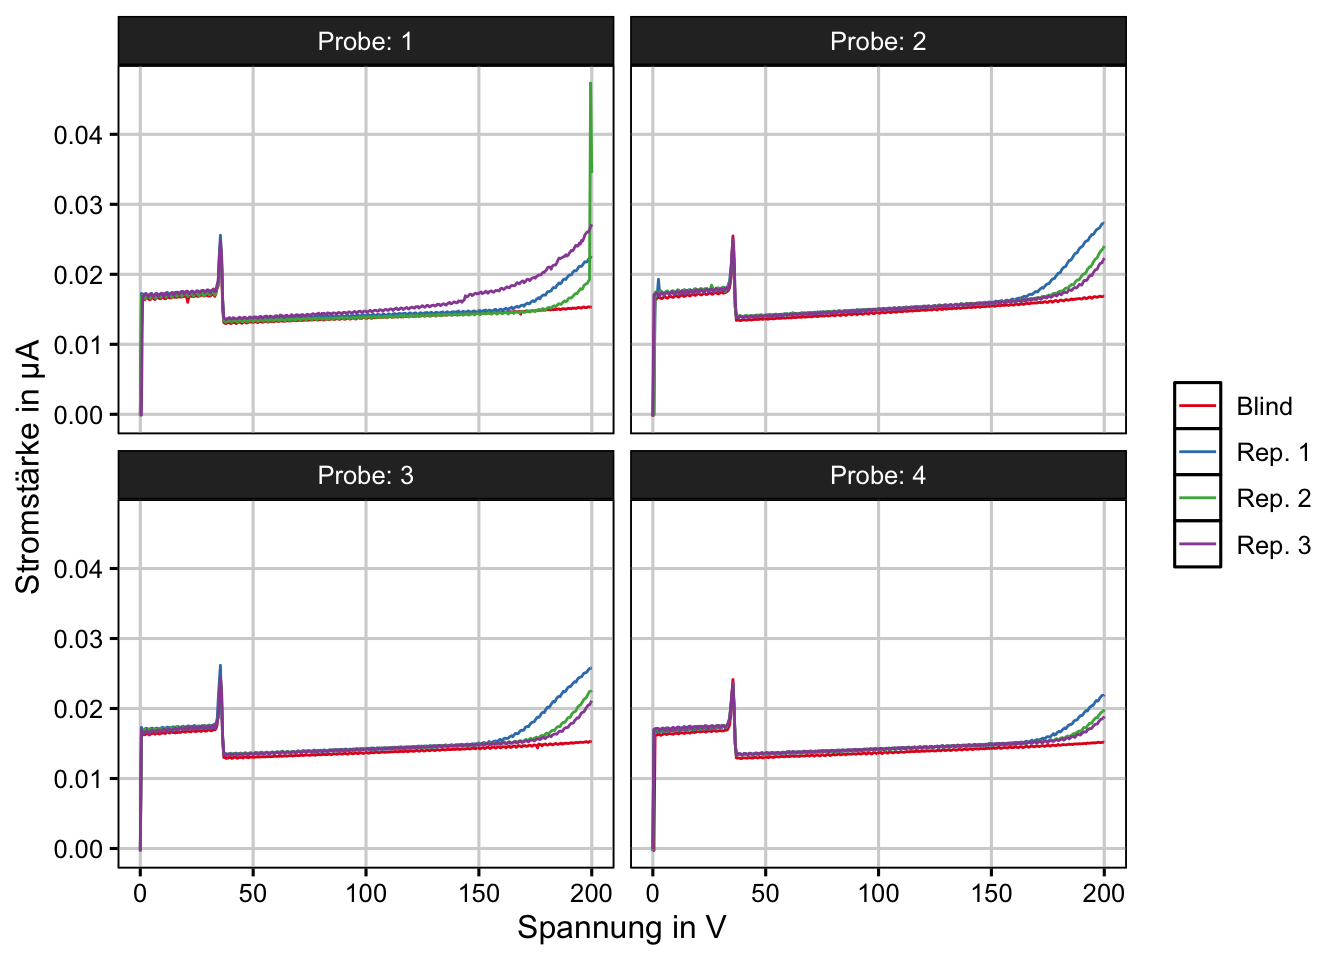 Probe: 1
Probe: 2
0.04
0.03
0.02
0.01
0.00
Probe: 3
Probe: 4
0.04
0.03
0.02
0.01
0.00
0 50 100 150 200
0 50 100 150 200
Spannung in V
Stromstärke in µA
Blind
Rep. 1
Rep. 2
Rep. 3